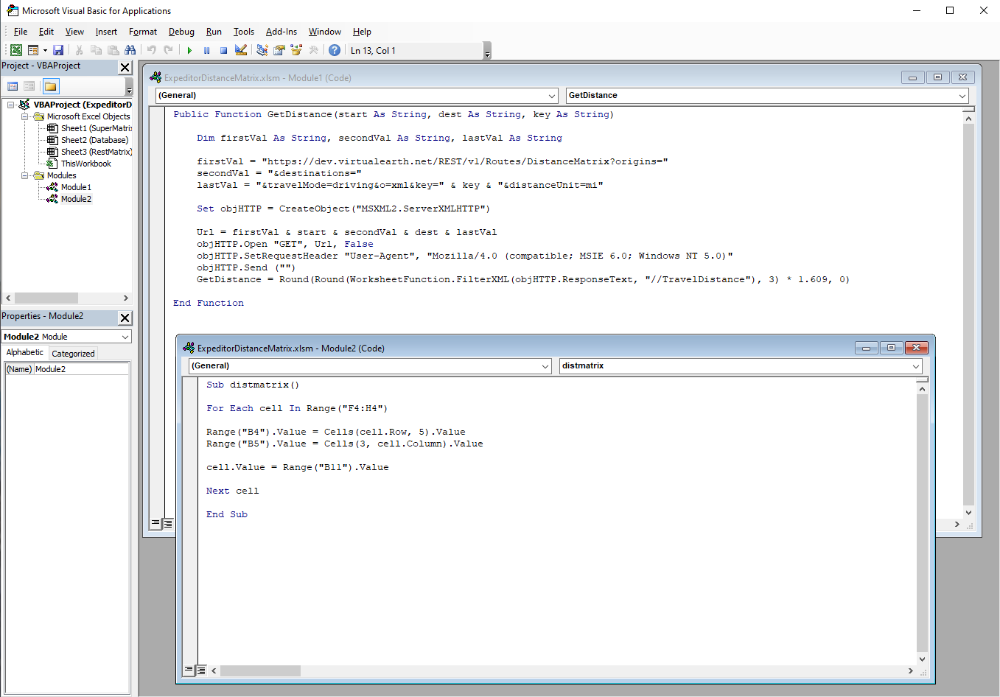 Microsoft Visual Basic for Applications
File Edit View Insert Format Debug Run Tools Add-Ins Window Help
Ln 13, Col 1
Project - VBAProject
VBAProject (ExpeditorD
Microsoft Excel Objects
Sheet1 (SuperMatrix
Sheet2 (Database)
Sheet3 (RestMatrix)
ThisWorkbook
Modules
Module1
Module2
Properties - Module2
Module2 Module
Alphabetic Categorized
(Name) Module2
ExpeditorDistanceMatrix.xlsm - Module1 (Code)
(General) GetDistance
Public Function GetDistance(start As String, dest As String, key As String)
Dim firstVal As String, secondVal As String, lastVal As String
firstVal = "https://dev.virtualearth.net/REST/v1/Routes/DistanceMatrix?origins="
secondVal = "&destinations="
lastVal = "&travelMode=driving&o=xml&key=" & key & "&distanceUnit=mi"
Set objHTTP = CreateObject("MSXML2.ServerXMLHTTP")
Url = firstVal & start & secondVal & dest & lastVal
objHTTP.Open "GET", Url, False
objHTTP.SetRequestHeader "User-Agent", "Mozilla/4.0 (compatible; MSIE 6.0; Windows NT 5.0)"
objHTTP.Send ("")
GetDistance = Round(Round(WorksheetFunction.FilterXML(objHTTP.ResponseText, "//TravelDistance"), 3) * 1.609, 0)
End Function
ExpeditorDistanceMatrix.xlsm - Module2 (Code)
(General) distmatrix
Sub distmatrix()
For Each cell In Range("F4:H4")
Range("B4").Value = Cells(cell.Row, 5).Value
Range("B5").Value = Cells(3, cell.Column).Value
cell.Value = Range("B11").Value
Next cell
End Sub